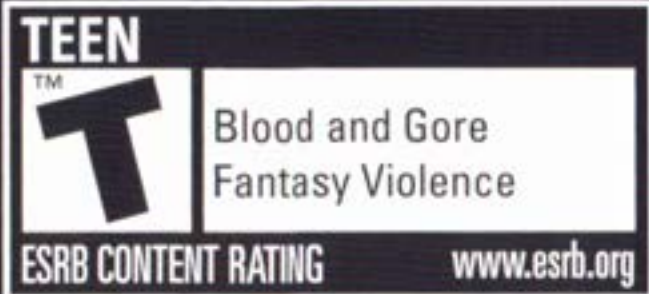 TEEN
TM
T
Blood and Gore
Fantasy Violence
ESRB CONTENT RATING www.esrb.org